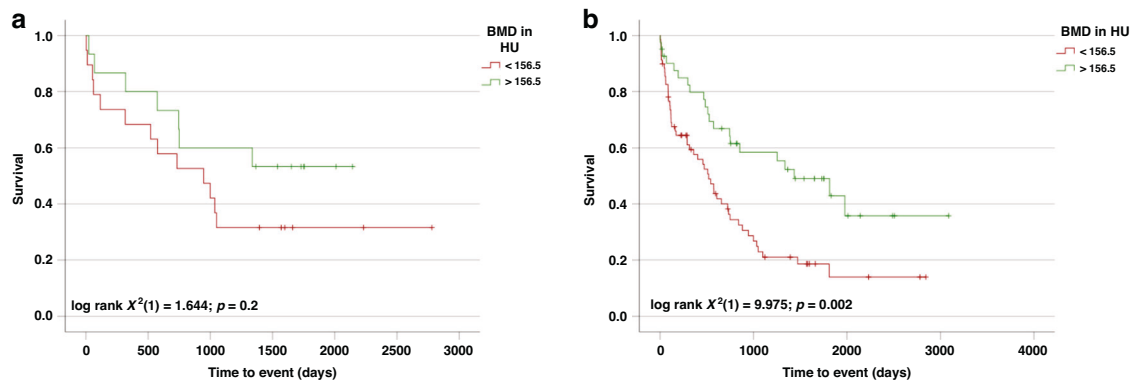 a
BMD in
HU
< 156.5
> 156.5
1.0
0.8
0.6
0.4
0.2
0.0
Survival
log rank X²(1) = 1.644; p = 0.2
0
500
1000
1500
2000
2500
3000
Time to event (days)
b
BMD in HU
< 156.5
> 156.5
1.0
0.8
0.6
0.4
0.2
0.0
Survival
log rank X²(1) = 9.975; p = 0.002
0
1000
2000
3000
4000
Time to event (days)